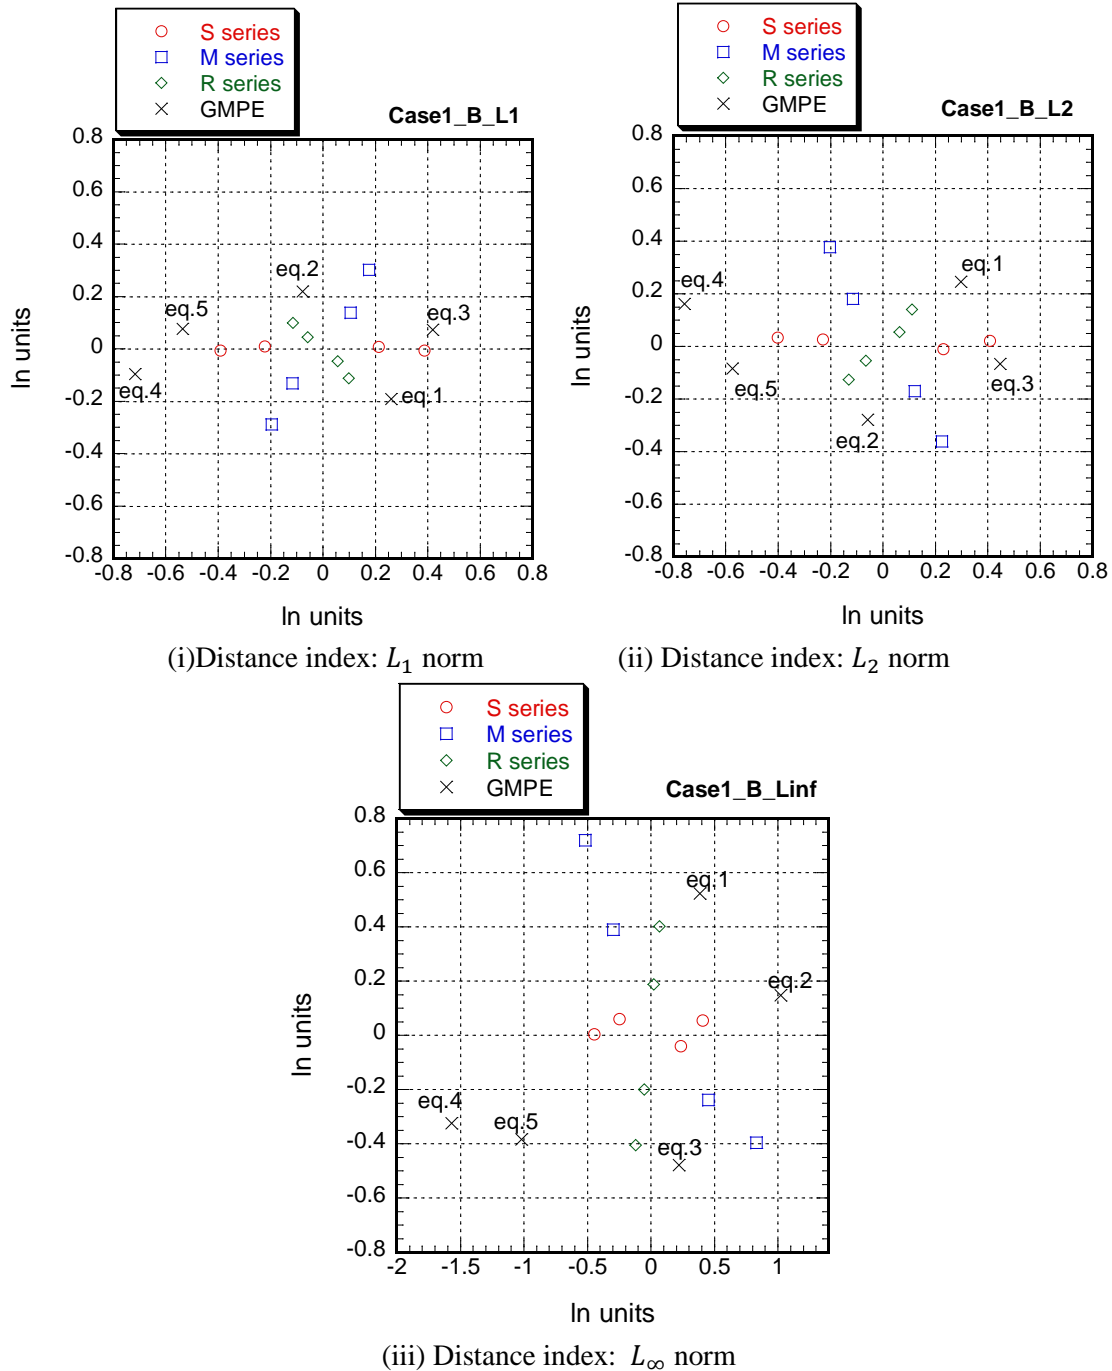 S series
M series
R series
GMPE
Case1_B_L1
0.8
0.6
0.4
0.2
0
-0.2
-0.4
-0.6
-0.8
ln units
eq.2
eq.5
eq.3
eq.4
eq.1
-0.8 -0.6 -0.4 -0.2 0 0.2 0.4 0.6 0.8
ln units
(i)Distance index: L₁ norm
S series
M series
R series
GMPE
Case1_B_L2
0.8
0.6
0.4
0.2
0
-0.2
-0.4
-0.6
-0.8
ln units
eq.1
eq.4
eq.3
eq.5
eq.2
-0.8 -0.6 -0.4 -0.2 0 0.2 0.4 0.6 0.8
ln units
(ii) Distance index: L₂ norm
S series
M series
R series
GMPE
Case1_B_Linf
0.8
0.6
0.4
0.2
0
-0.2
-0.4
-0.6
-0.8
ln units
eq.1
eq.2
eq.4
eq.5
eq.3
-2 -1.5 -1 -0.5 0 0.5 1
ln units
(iii) Distance index: L∞ norm